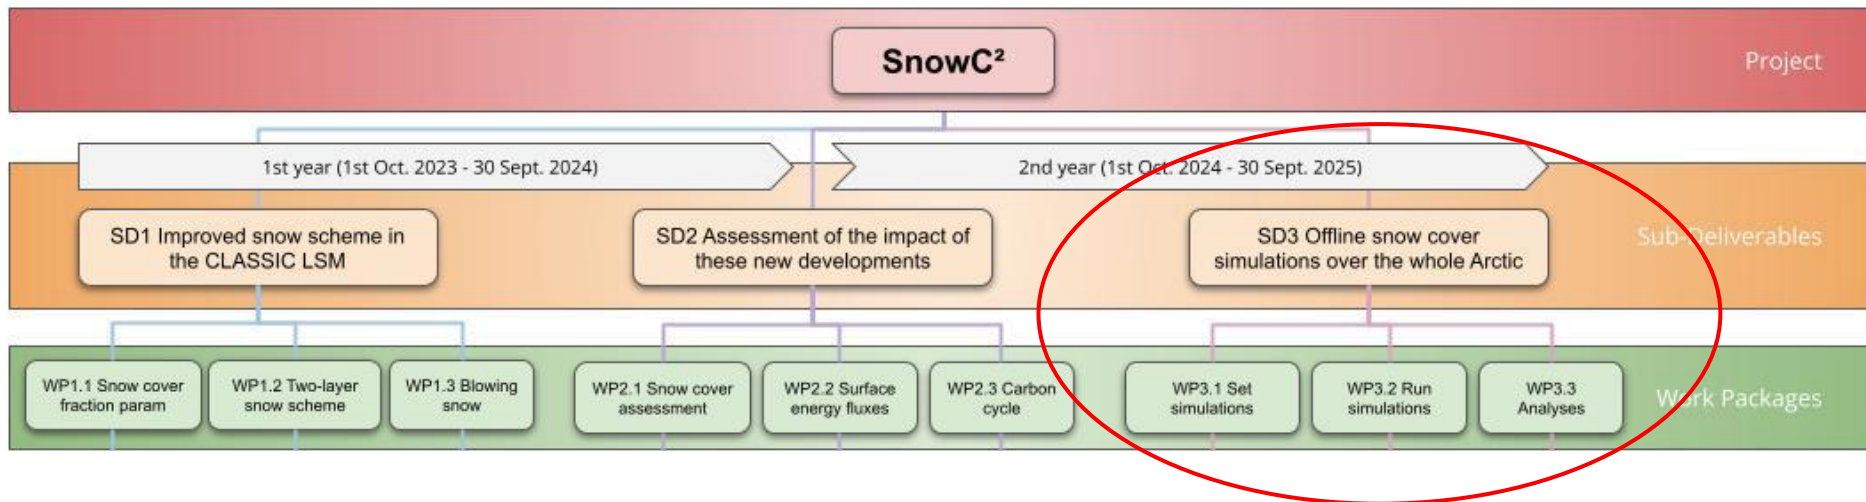 SnowC²
Project
1st year (1st Oct. 2023 - 30 Sept. 2024)
2nd year (1st Oct. 2024 - 30 Sept. 2025)
SD1 Improved snow scheme in
the CLASSIC LSM
SD2 Assessment of the impact of
these new developments
SD3 Offline snow cover
simulations over the whole Arctic
Sub-Deliverables
WP1.1 Snow cover
fraction param
WP1.2 Two-layer
snow scheme
WP1.3 Blowing
snow
WP2.1 Snow cover
assessment
WP2.2 Surface
energy fluxes
WP2.3 Carbon
cycle
WP3.1 Set
simulations
WP3.2 Run
simulations
WP3.3
Analyses
Work Packages